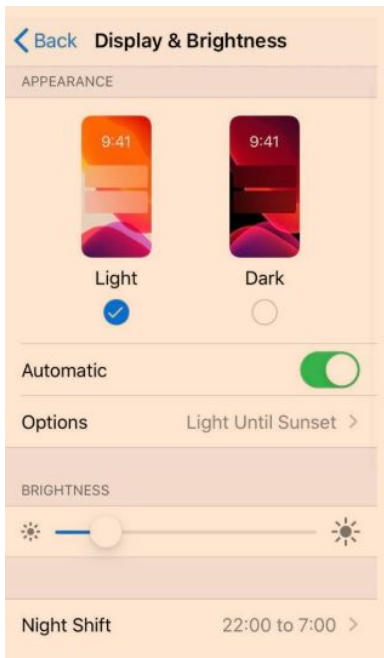 Back Display & Brightness
APPEARANCE
9:41 9:41
Light Dark
Automatic
Options Light Until Sunset
BRIGHTNESS
Night Shift 22:00 to 7:00